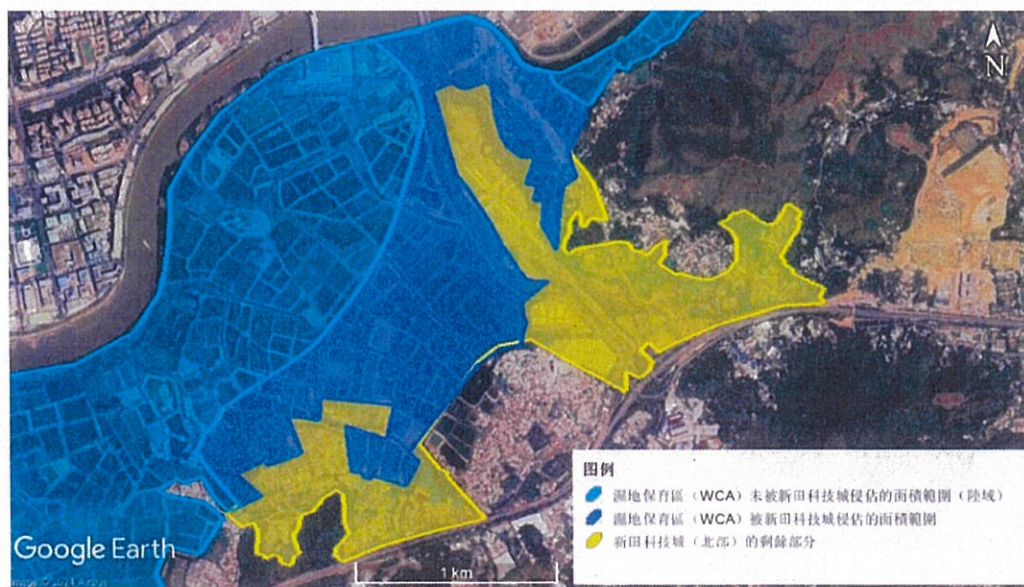 N
图例
濕地保育區（WCA）未被新田科技城侵佔的面積範圍（陸域）
濕地保育區（WCA）被新田科技城侵佔的面積範圍
新田科技城（北部）的剩餘部分
Google Earth
1 km